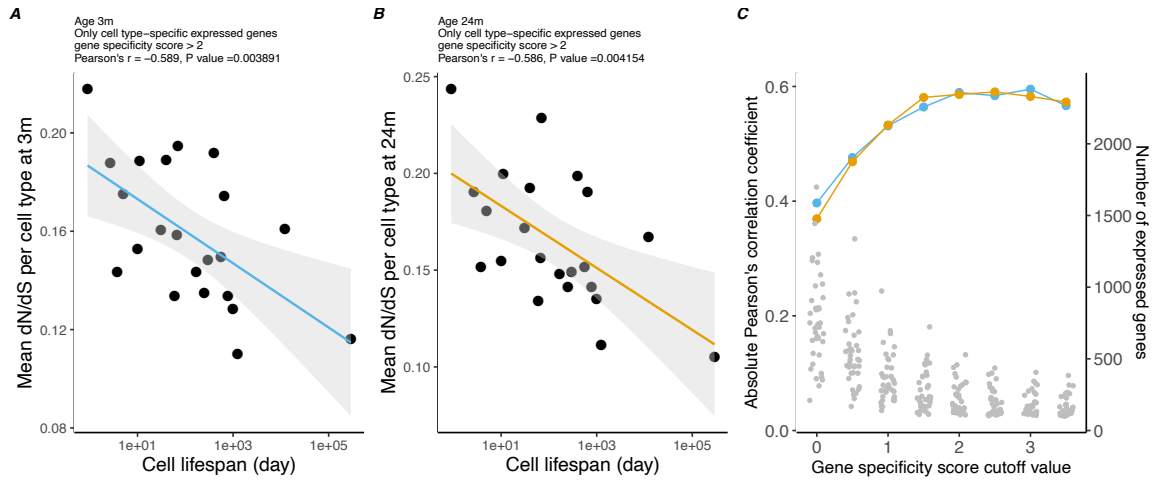 A
Age 3m
Only cell type−specific expressed genes
gene specificity score > 2
Pearson's r = −0.589, P value =0.003891
Mean dN/dS per cell type at 3m
0.20
0.16
0.12
0.08
1e+01
1e+03
1e+05
Cell lifespan (day)
B
Age 24m
Only cell type−specific expressed genes
gene specificity score > 2
Pearson's r = −0.586, P value =0.004154
Mean dN/dS per cell type at 24m
0.25
0.20
0.15
0.10
1e+01
1e+03
1e+05
Cell lifespan (day)
C
Absolute Pearson's correlation coefficient
0.6
0.4
0.2
0.0
0
1
2
3
Gene specificity score cutoff value
2000
1500
1000
500
0
Number of expressed genes